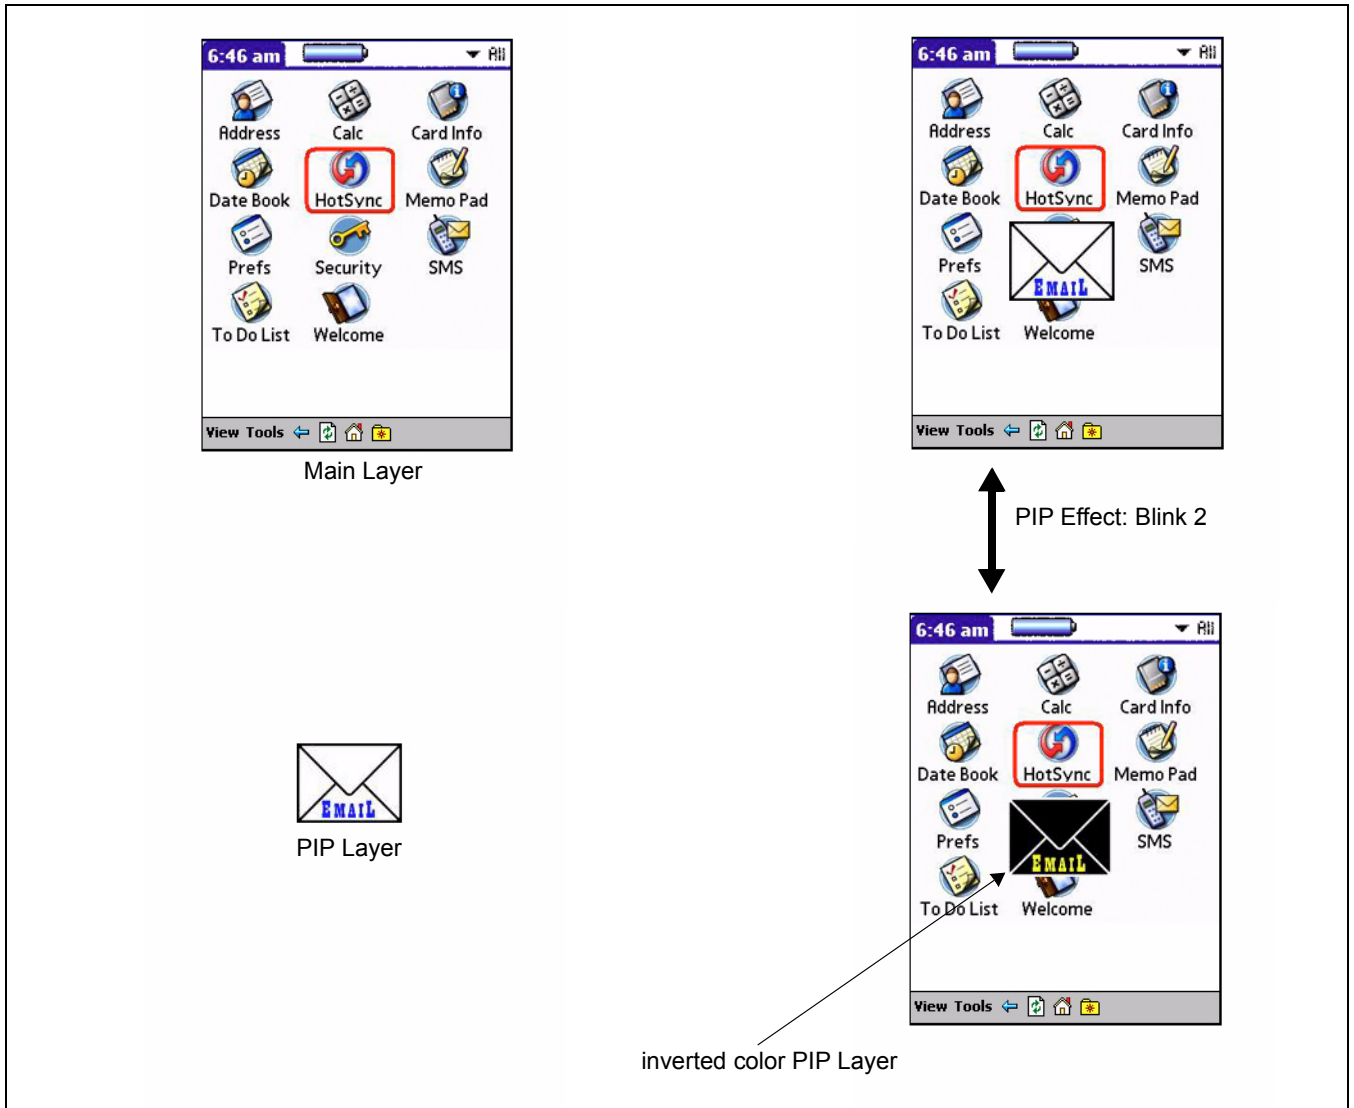 6:46 am All
Address Calc Card Info
Date Book HotSync Memo Pad
Prefs Security SMS
To Do List Welcome
View Tools
Main Layer
6:46 am All
Address Calc Card Info
Date Book HotSync Memo Pad
Prefs SMS
EMAIL
To Do List Welcome
View Tools
PIP Effect: Blink 2
EMAIL
PIP Layer
6:46 am All
Address Calc Card Info
Date Book HotSync Memo Pad
Prefs SMS
EMAIL
To Do List Welcome
View Tools
inverted color PIP Layer